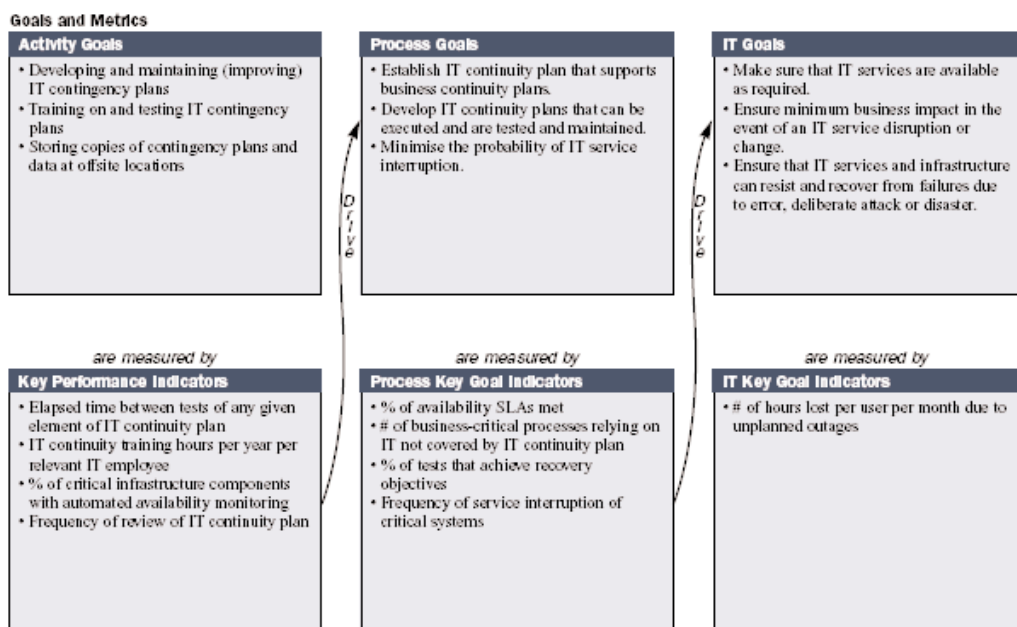 Goals and Metrics
Activity Goals
• Developing and maintaining (improving)
IT contingency plans
• Training on and testing IT contingency
plans
• Storing copies of contingency plans and
data at offsite locations
Process Goals
• Establish IT continuity plan that supports
business continuity plans.
• Develop IT continuity plans that can be
executed and are tested and maintained.
• Minimise the probability of IT service
interruption.
IT Goals
• Make sure that IT services are available
as required.
• Ensure minimum business impact in the
event of an IT service disruption or
change.
• Ensure that IT services and infrastructure
can resist and recover from failures due
to error, deliberate attack or disaster.
Drive
Drive
are measured by
Key Performance Indicators
• Elapsed time between tests of any given
element of IT continuity plan
• IT continuity training hours per year per
relevant IT employee
• % of critical infrastructure components
with automated availability monitoring
• Frequency of review of IT continuity plan
are measured by
Process Key Goal Indicators
• % of availability SLAs met
• # of business-critical processes relying on
IT not covered by IT continuity plan
• % of tests that achieve recovery
objectives
• Frequency of service interruption of
critical systems
are measured by
IT Key Goal Indicators
• # of hours lost per user per month due to
unplanned outages